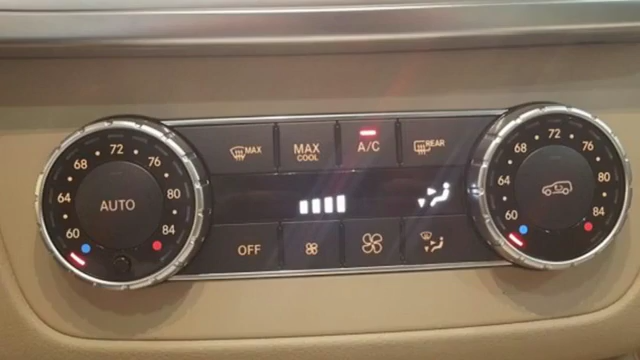 68 72 76
64 80
60 84
AUTO
MAX
MAX
COOL
A/C
REAR
OFF
68 72 76
64 80
60 84